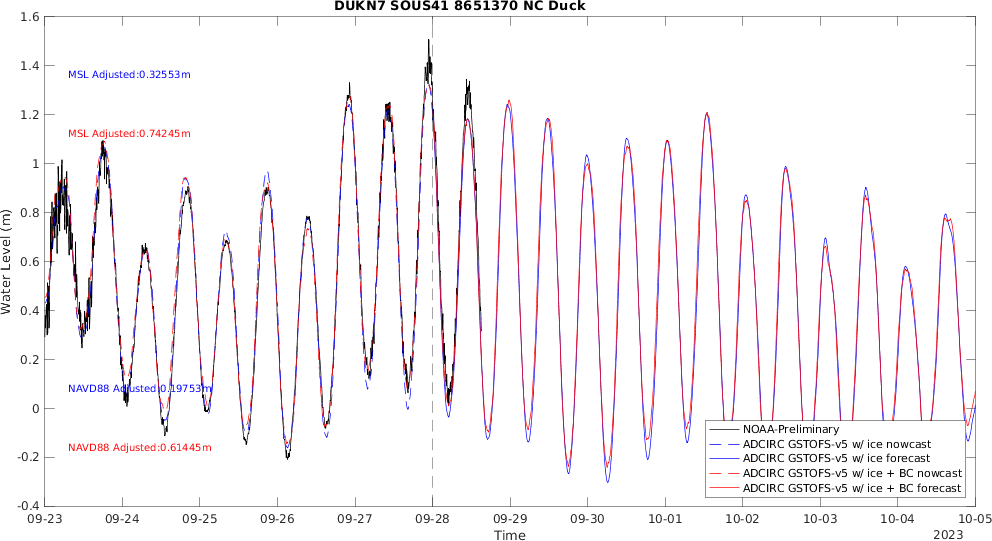 DUKN7 SOUS41 8651370 NC Duck
1.6
1.4
1.2
1
0.8
0.6
0.4
0.2
0
-0.2
-0.4
Water Level (m)
MSL Adjusted:0.32553m
MSL Adjusted:0.74245m
NAVD88 Adjusted:0.19753m
NAVD88 Adjusted:0.61445m
NOAA-Preliminary
ADCIRC GSTOFS-v5 w/ ice nowcast
ADCIRC GSTOFS-v5 w/ ice forecast
ADCIRC GSTOFS-v5 w/ ice + BC nowcast
ADCIRC GSTOFS-v5 w/ ice + BC forecast
09-23 09-24 09-25 09-26 09-27 09-28 09-29 09-30 10-01 10-02 10-03 10-04 10-05
Time
2023